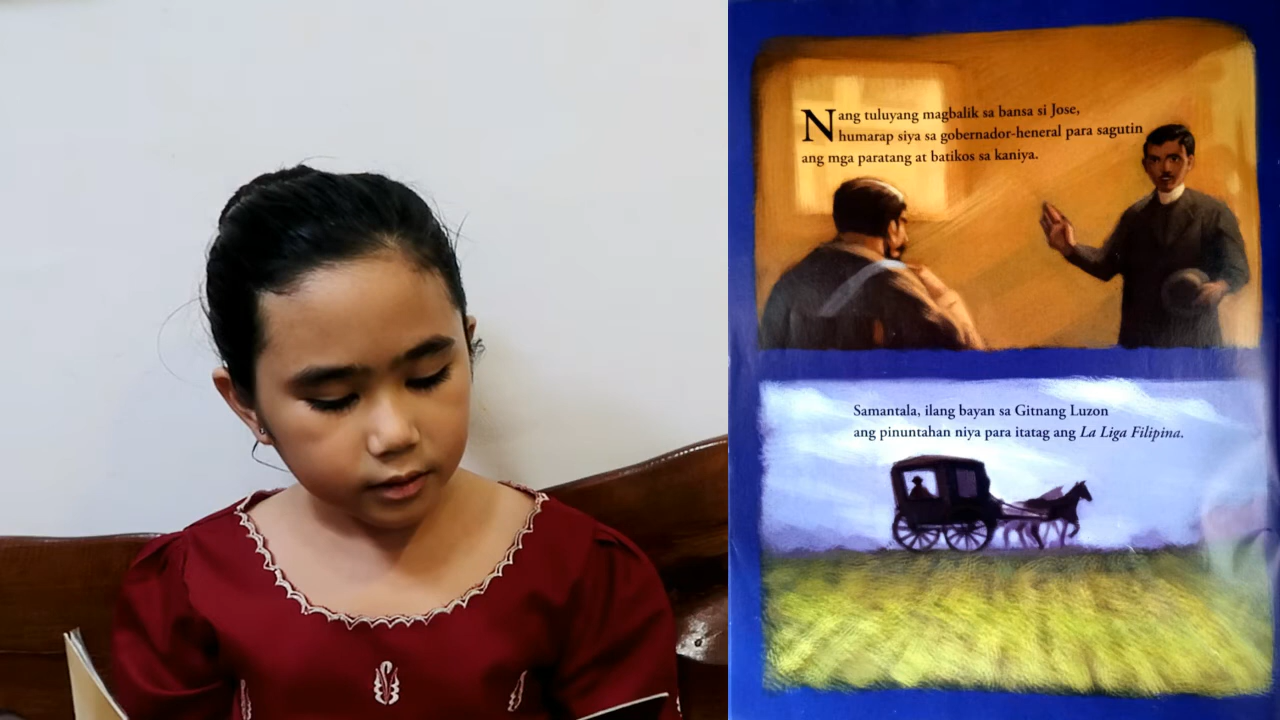 Nang tuluyang magbalik sa bansa si Jose,
humarap siya sa gobernador-heneral para sagutin
ang mga paratang at batikos sa kaniya.
Samantala, ilang bayan sa Gitnang Luzon
ang pinuntahan niya para itatag ang La Liga Filipina.